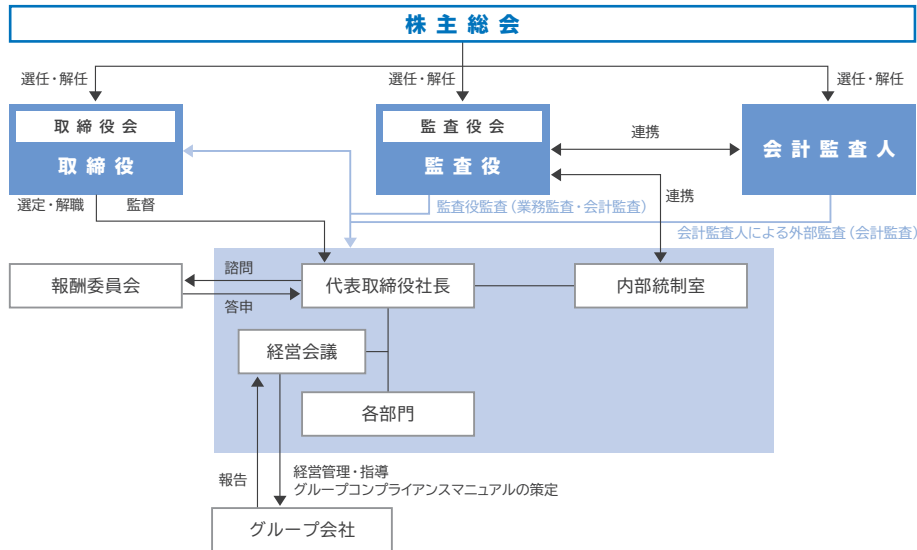 株主総会
選任・解任
選任・解任
選任・解任
取締役会
取締役
監査役会
監査役
会計監査人
連携
連携
選定・解職
監督
監査役監査（業務監査・会計監査）
会計監査人による外部監査（会計監査）
報酬委員会
諮問
答申
代表取締役社長
内部統制室
経営会議
各部門
報告
経営管理・指導
グループコンプライアンスマニュアルの策定
グループ会社